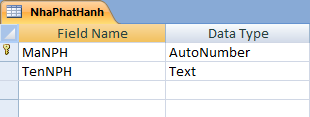 NhaPhatHanh
Field Name Data Type
MaNPH AutoNumber
TenNPH Text